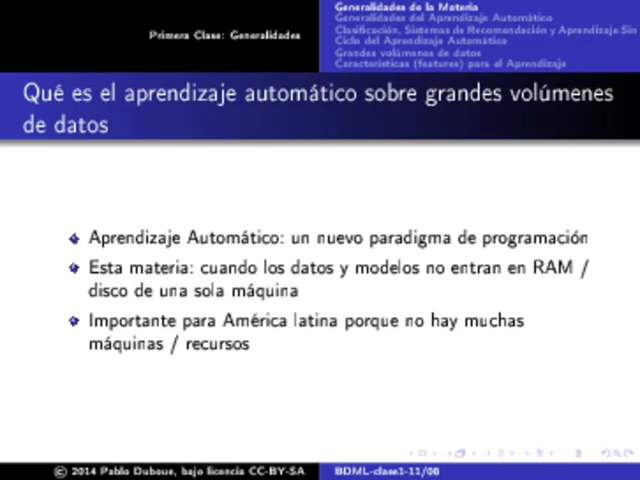 Primera Clase: Generalidades
Generalidades de la Materia
Generalidades del Aprendizaje Automático
Clasificación, Sistemas de Recomendación y Aprendizaje Sin
Ciclo del Aprendizaje Automático
Grandes volúmenes de datos
Características (features) para el Aprendizaje
Qué es el aprendizaje automático sobre grandes volúmenes
de datos
Aprendizaje Automático: un nuevo paradigma de programación
Esta materia: cuando los datos y modelos no entran en RAM /
disco de una sola máquina
Importante para América latina porque no hay muchas
máquinas / recursos
© 2014 Pablo Duboue, bajo licencia CC-BY-SA
BDML-clase1-11/08